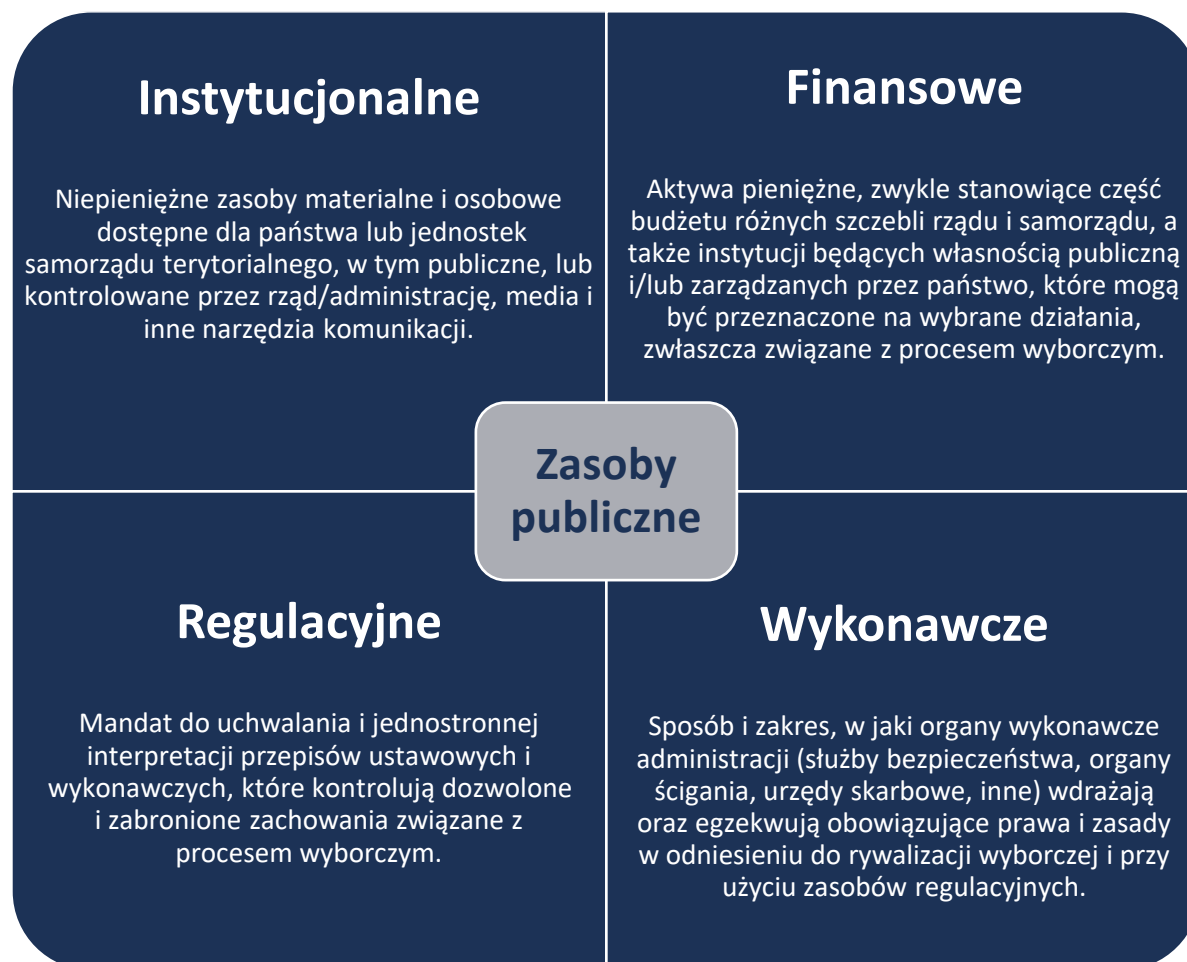 Instytucjonalne
Niepieniężne zasoby materialne i osobowe
dostępne dla państwa lub jednostek
samorządu terytorialnego, w tym publiczne, lub
kontrolowane przez rząd/administrację, media i
inne narzędzia komunikacji.
Finansowe
Aktywa pieniężne, zwykle stanowiące część
budżetu różnych szczebli rządu i samorządu, a
także instytucji będących własnością publiczną
i/lub zarządzanych przez państwo, które mogą
być przeznaczone na wybrane działania,
zwłaszcza związane z procesem wyborczym.
Zasoby
publiczne
Regulacyjne
Mandat do uchwalania i jednostronnej
interpretacji przepisów ustawowych i
wykonawczych, które kontrolują dozwolone
i zabronione zachowania związane z
procesem wyborczym.
Wykonawcze
Sposób i zakres, w jaki organy wykonawcze
administracji (służby bezpieczeństwa, organy
ścigania, urzędy skarbowe, inne) wdrażają
oraz egzekwują obowiązujące prawa i zasady
w odniesieniu do rywalizacji wyborczej i przy
użyciu zasobów regulacyjnych.